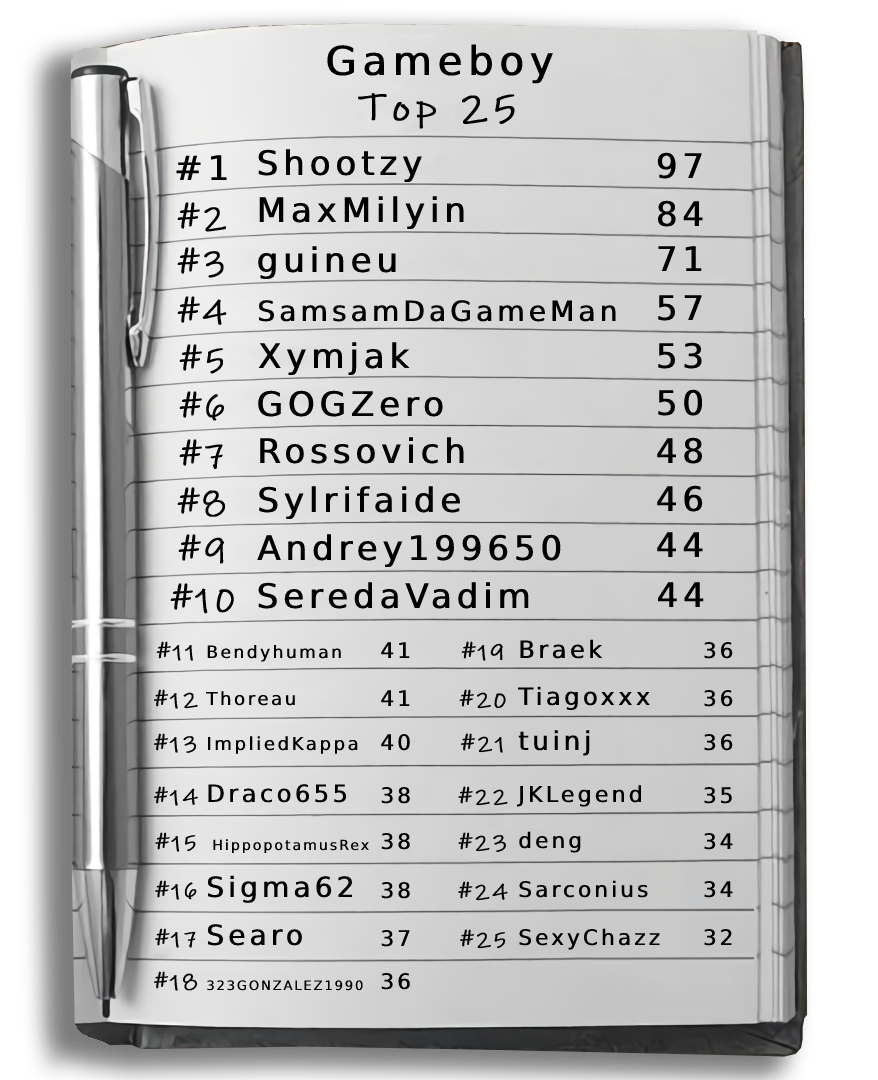 Gameboy
Top 25
#1 Shootzy 97
#2 MaxMilyin 84
#3 guineu 71
#4 SamsamDaGameMan 57
#5 Xymjak 53
#6 GOGZero 50
#7 Rossovich 48
#8 Sylrifaide 46
#9 Andrey199650 44
#10 SeredaVadim 44
#11 Bendyhuman 41
#12 Thoreau 41
#13 ImpliedKappa 40
#14 Draco655 38
#15 HippopotamusRex 38
#16 Sigma62 38
#17 Searo 37
#18 323GONZALEZ1990 36
#19 Braek 36
#20 Tiagoxxx 36
#21 tuinj 36
#22 JKLegend 35
#23 deng 34
#24 Sarconius 34
#25 SexyChazz 32